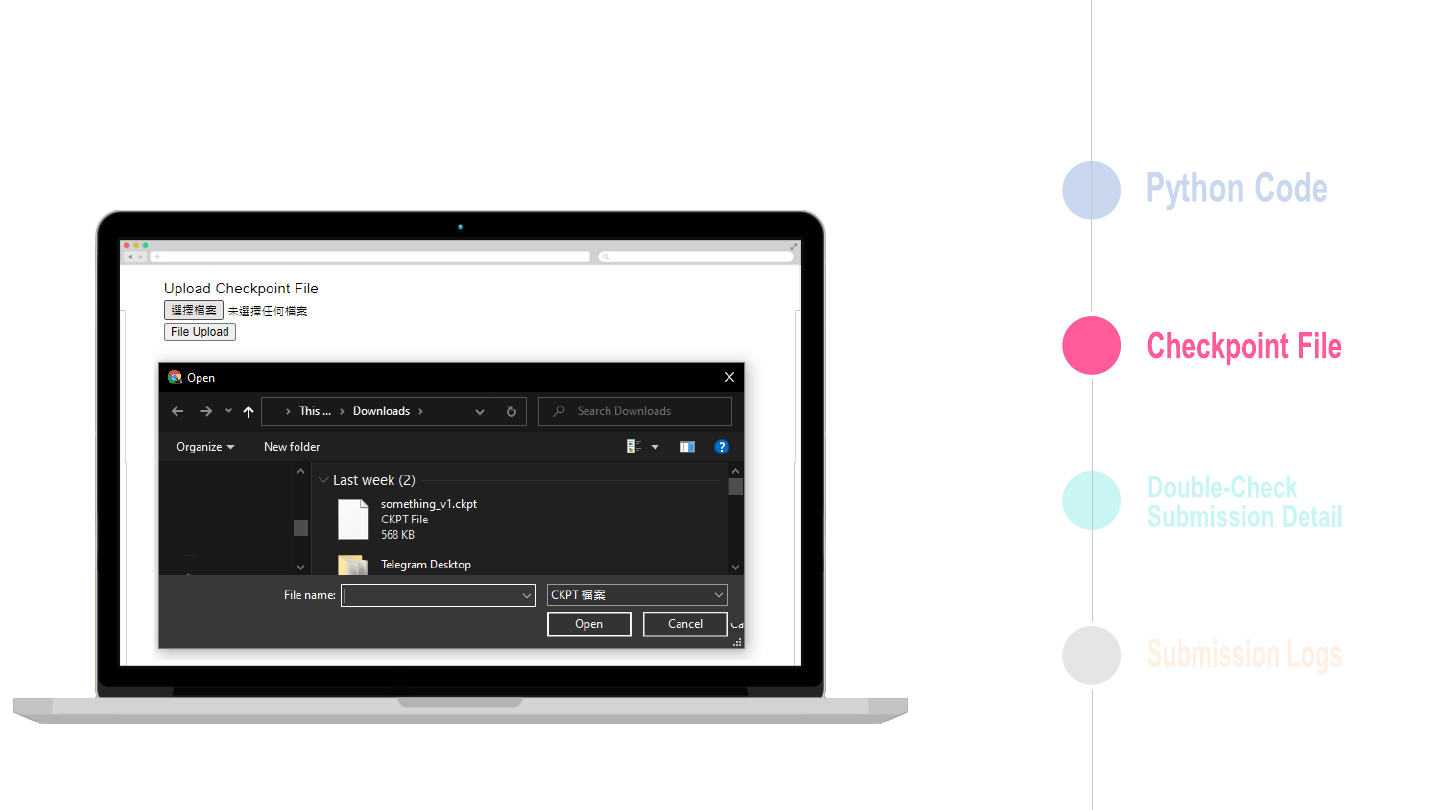 Upload Checkpoint File
選擇檔案 未選擇任何檔案
File Upload
Open
This ... Downloads
Search Downloads
Organize New folder
Last week (2)
something_v1.ckpt
CKPT File
568 KB
Telegram Desktop
File name:
CKPT 檔案
Open Cancel
Python Code
Checkpoint File
Double-Check
Submission Detail
Submission Logs